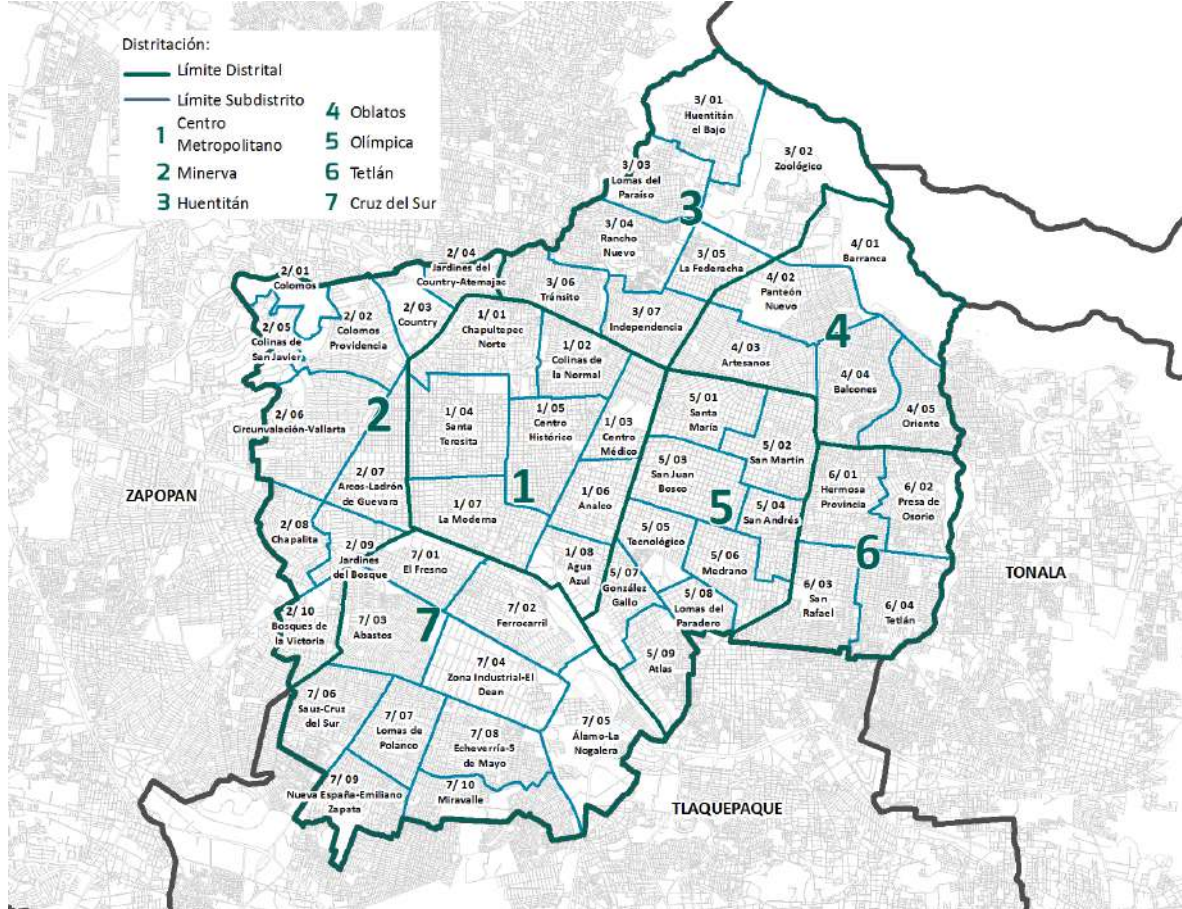 Distritación:
Límite Distrital
Límite Subdistrito
1 Centro
Metropolitano
2 Minerva
3 Huentitán
4 Oblatos
5 Olímpica
6 Tetlán
7 Cruz del Sur
3/ 01
Huentitán
el Bajo
3/ 02
Zoológico
3/ 03
Lomas del
Paraíso
3
3/ 04
Rancho
Nuevo
3/ 05
La Federacha
3/ 06
Tránsito
3/ 07
Independencia
4/ 01
Barranca
4/ 02
Panteón
Nuevo
4
4/ 03
Artesanos
4/ 04
Balcones
4/ 05
Oriente
2/ 01
Colomos
2/ 04
Jardines del
Country-Atemajac
2/ 05
Colinas de
San Javier
2/ 02
Colomos
Providencia
2/ 03
Country
2
2/ 06
Circunvalación-Vallarta
2/ 07
Arcos-Ladrón
de Guevara
2/ 08
Chapalita
2/ 09
Jardines
del Bosque
2/ 10
Bosques de
la Victoria
1/ 01
Chapultepec
Norte
1/ 02
Colinas de
la Normal
1/ 04
Santa
Teresita
1/ 05
Centro
Histórico
1/ 03
Centro
Médico
1
1/ 07
La Moderna
1/ 06
Analco
1/ 08
Agua
Azul
5/ 01
Santa
María
5/ 02
San Martín
5/ 03
San Juan
Bosco
5
5/ 04
San Andrés
5/ 05
Tecnológico
5/ 06
Medrano
5/ 07
González
Gallo
5/ 08
Lomas del
Paradero
5/ 09
Atlas
6/ 01
Hermosa
Provincia
6/ 02
Presa de
Osorio
6
6/ 03
San
Rafael
6/ 04
Tetlán
7/ 01
El Fresno
7/ 02
Ferrocarril
7/ 03
Abastos
7
7/ 04
Zona Industrial-El
Dean
7/ 05
Álamo-La
Nogalera
7/ 06
Sauz-Cruz
del Sur
7/ 07
Lomas de
Polanco
7/ 08
Echeverría-5
de Mayo
7/ 09
Nueva España-Emiliano
Zapata
7/ 10
Miravalle
ZAPOPAN
TONALA
TLAQUEPAQUE